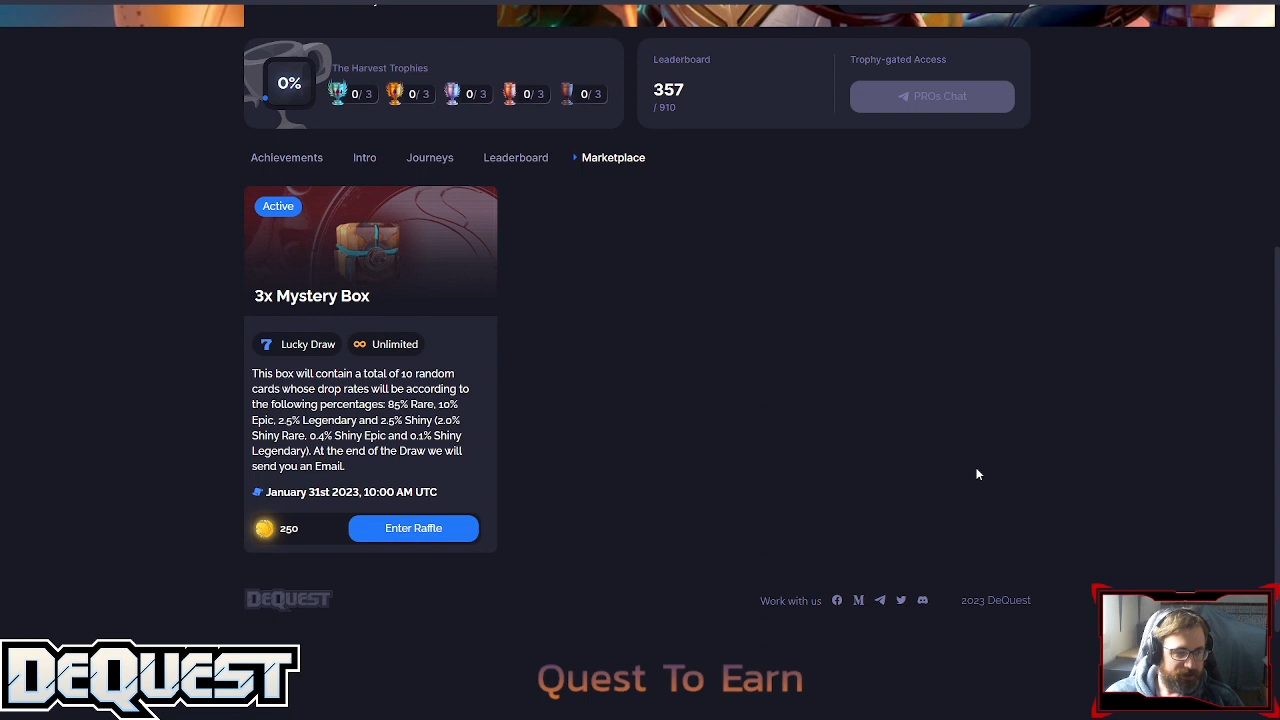 The Harvest Trophies
0%
0/ 3
0/ 3
0/ 3
0/ 3
0/ 3
Leaderboard
357
/ 910
Trophy-gated Access
PROs Chat
Achievements Intro Journeys Leaderboard Marketplace
Active
3x Mystery Box
7 Lucky Draw Unlimited
This box will contain a total of 10 random
cards whose drop rates will be according to
the following percentages: 85% Rare, 10%
Epic, 2.5% Legendary and 2.5% Shiny (2.0%
Shiny Rare, 0.4% Shiny Epic and 0.1% Shiny
Legendary). At the end of the Draw we will
send you an Email.
January 31st 2023, 10:00 AM UTC
250 Enter Raffle
DEQUEST
Work with us
2023 DeQuest
DEQUEST
Quest To Earn